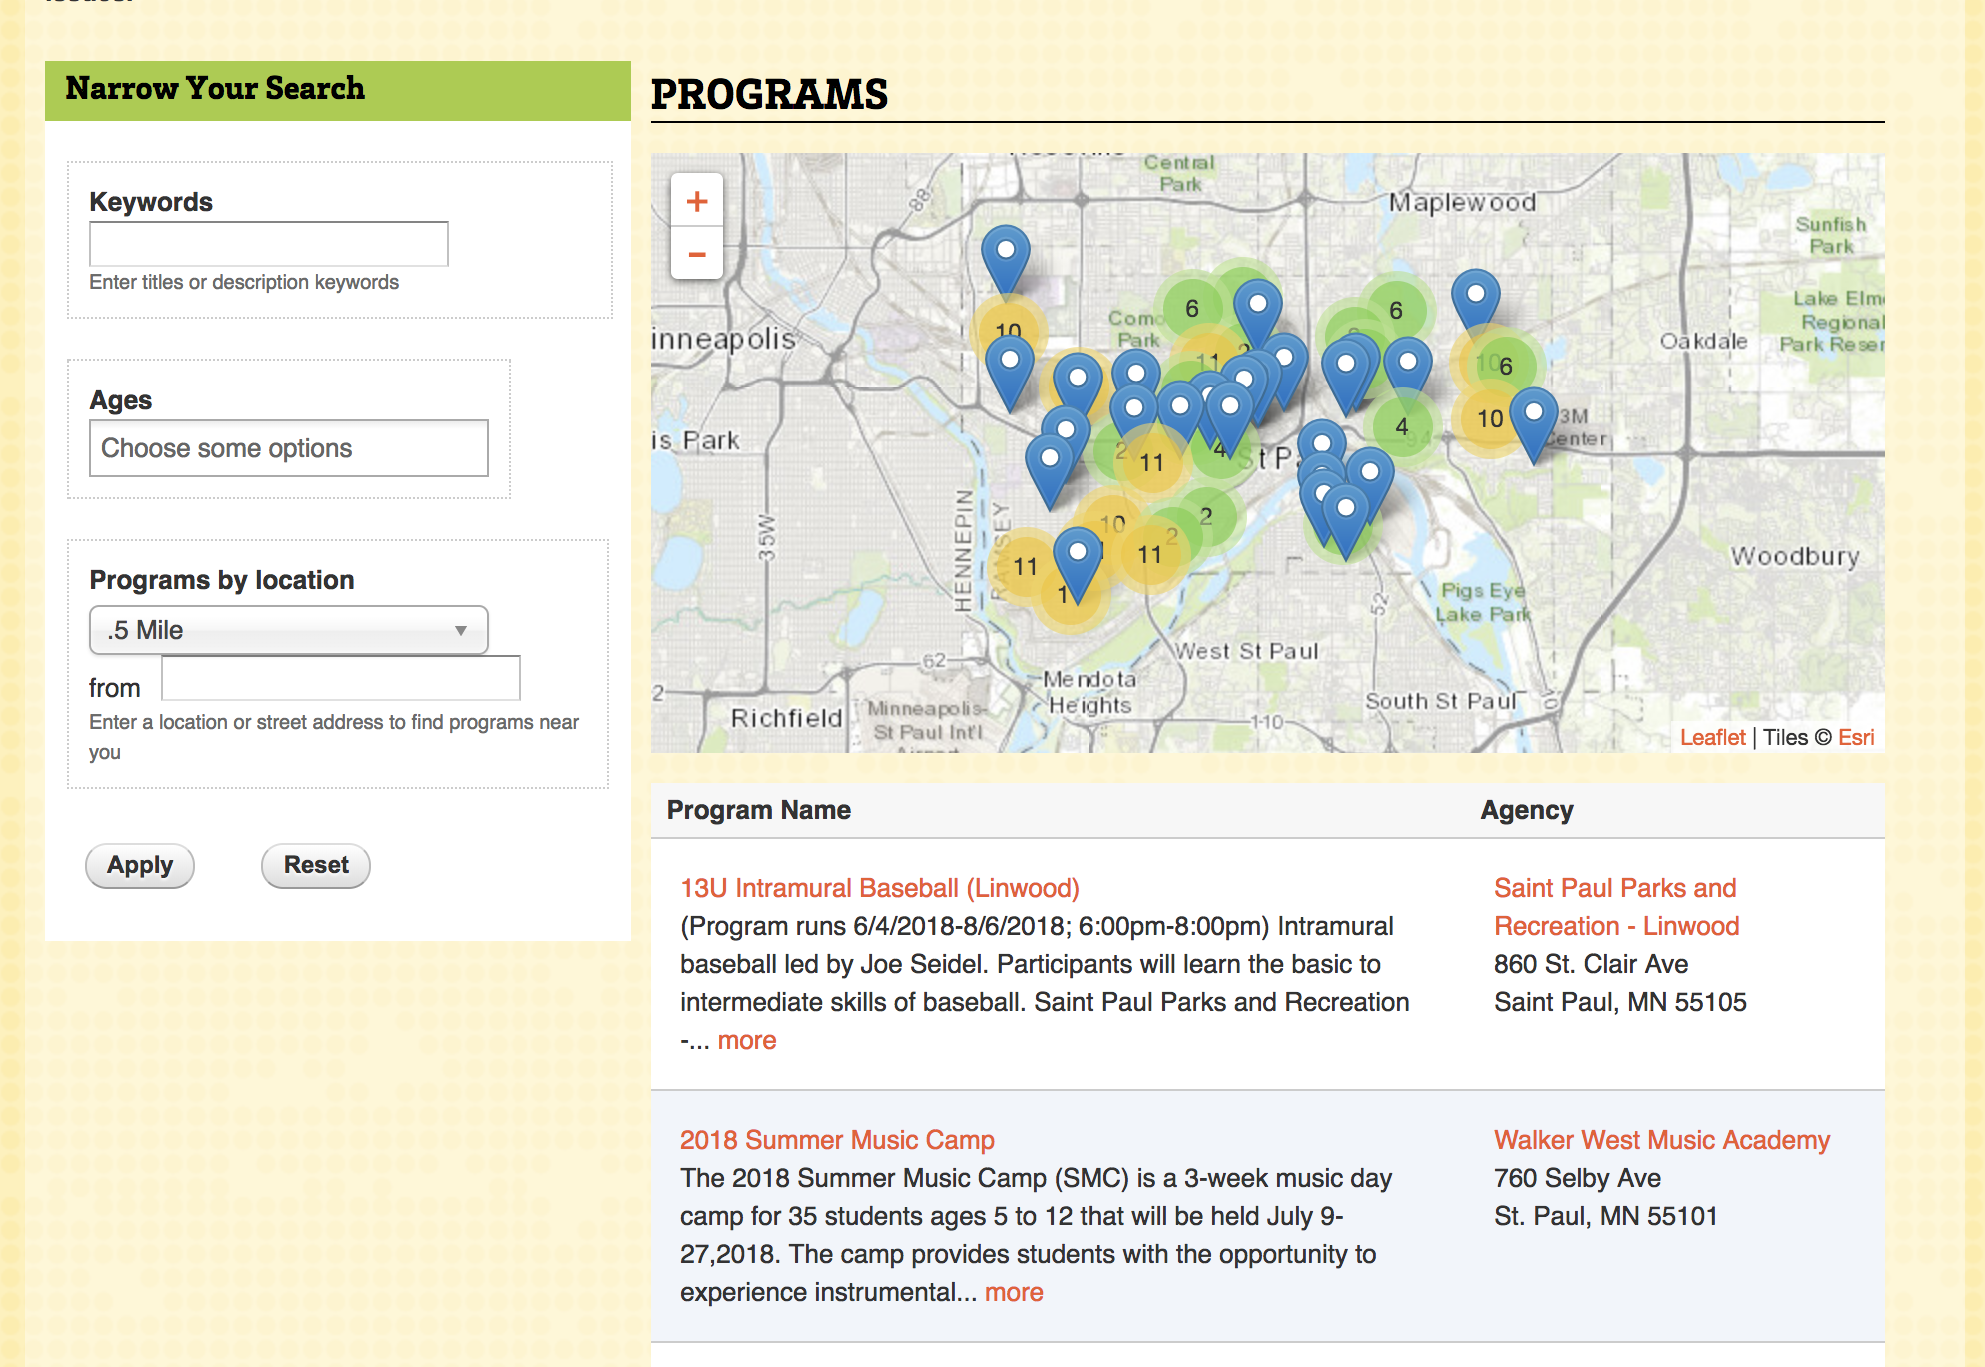 Narrow Your Search
Keywords
Enter titles or description keywords
Ages
Choose some options
Programs by location
.5 Mile
from
Enter a location or street address to find programs near
you
Apply
Reset
PROGRAMS
+
-
88
Central
Park
Maplewood
Sunfish
Park
6
6
10
Como
Park
11
2
10
6
Lake Elm
Regional
Park Reser
Oakdale
inneapolis
is Park
4
10
3M
Center
94
2
11
4
St P
35W
HENNEPIN
RAMSEY
10
2
2
11
11
1
Woodbury
Pigs Eye
Lake Park
52
62
West St Paul
Mendota
Heights
2
Richfield
Minneapolis-
St Paul Int'l
Airport
110
South St Paul
Leaflet | Tiles © Esri
Program Name
Agency
13U Intramural Baseball (Linwood)
(Program runs 6/4/2018-8/6/2018; 6:00pm-8:00pm) Intramural
baseball led by Joe Seidel. Participants will learn the basic to
intermediate skills of baseball. Saint Paul Parks and Recreation
-... more
Saint Paul Parks and
Recreation - Linwood
860 St. Clair Ave
Saint Paul, MN 55105
2018 Summer Music Camp
The 2018 Summer Music Camp (SMC) is a 3-week music day
camp for 35 students ages 5 to 12 that will be held July 9-
27,2018. The camp provides students with the opportunity to
experience instrumental... more
Walker West Music Academy
760 Selby Ave
St. Paul, MN 55101